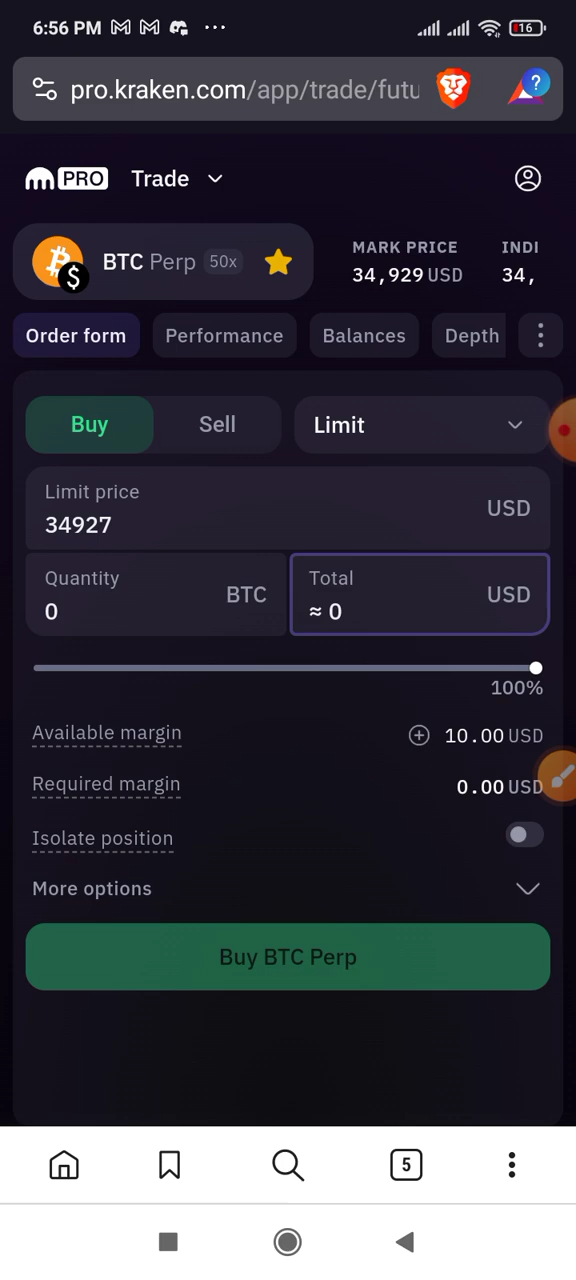 6:56 PM ... 16
pro.kraken.com/app/trade/futu ?
PRO Trade
BTC Perp 50x
MARK PRICE INDI
34,929 USD 34,
Order form Performance Balances Depth
Buy Sell Limit
Limit price
34927 USD
Quantity Total
0 BTC ≈ 0 USD
100%
Available margin 10.00 USD
Required margin 0.00 USD
Isolate position
More options
Buy BTC Perp
5